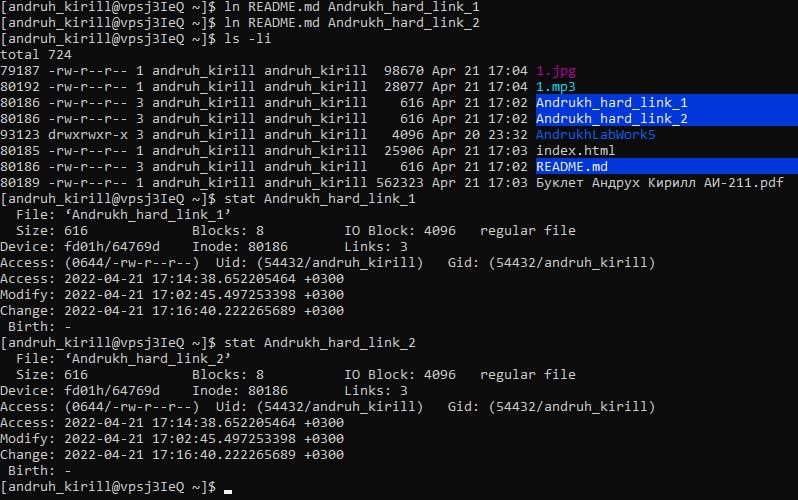 [andruh_kirill@vpsj3IeQ ~]$ ln README.md Andrukh_hard_link_1
[andruh_kirill@vpsj3IeQ ~]$ ln README.md Andrukh_hard_link_2
[andruh_kirill@vpsj3IeQ ~]$ ls -li
total 724
79187 -rw-r--r-- 1 andruh_kirill andruh_kirill  98670 Apr 21 17:04 1.jpg
80192 -rw-r--r-- 1 andruh_kirill andruh_kirill  28077 Apr 21 17:04 1.mp3
80186 -rw-r--r-- 3 andruh_kirill andruh_kirill    616 Apr 21 17:02 Andrukh_hard_link_1
80186 -rw-r--r-- 3 andruh_kirill andruh_kirill    616 Apr 21 17:02 Andrukh_hard_link_2
93123 drwxrwxr-x 3 andruh_kirill andruh_kirill   4096 Apr 20 23:32 AndrukhLabWork5
80185 -rw-r--r-- 1 andruh_kirill andruh_kirill  25906 Apr 21 17:03 index.html
80186 -rw-r--r-- 3 andruh_kirill andruh_kirill    616 Apr 21 17:02 README.md
80189 -rw-r--r-- 1 andruh_kirill andruh_kirill 562323 Apr 21 17:03 Буклет Андрух Кирилл АИ-211.pdf
[andruh_kirill@vpsj3IeQ ~]$ stat Andrukh_hard_link_1
  File: ‘Andrukh_hard_link_1’
  Size: 616             Blocks: 8          IO Block: 4096   regular file
Device: fd01h/64769d    Inode: 80186       Links: 3
Access: (0644/-rw-r--r--)  Uid: (54432/andruh_kirill)   Gid: (54432/andruh_kirill)
Access: 2022-04-21 17:14:38.652205464 +0300
Modify: 2022-04-21 17:02:45.497253398 +0300
Change: 2022-04-21 17:16:40.222265689 +0300
 Birth: -
[andruh_kirill@vpsj3IeQ ~]$ stat Andrukh_hard_link_2
  File: ‘Andrukh_hard_link_2’
  Size: 616             Blocks: 8          IO Block: 4096   regular file
Device: fd01h/64769d    Inode: 80186       Links: 3
Access: (0644/-rw-r--r--)  Uid: (54432/andruh_kirill)   Gid: (54432/andruh_kirill)
Access: 2022-04-21 17:14:38.652205464 +0300
Modify: 2022-04-21 17:02:45.497253398 +0300
Change: 2022-04-21 17:16:40.222265689 +0300
 Birth: -
[andruh_kirill@vpsj3IeQ ~]$